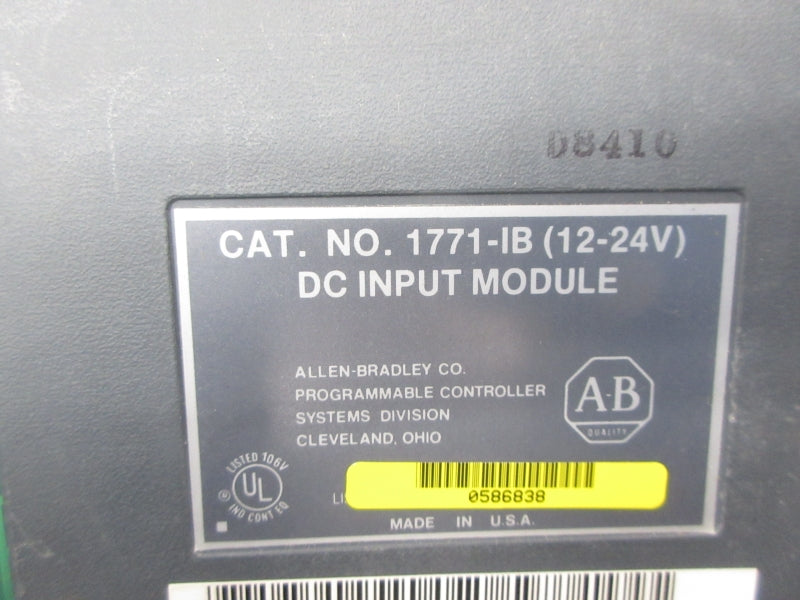 08410
CAT. NO. 1771-IB (12-24V)
DC INPUT MODULE
ALLEN-BRADLEY CO.
PROGRAMMABLE CONTROLLER
SYSTEMS DIVISION
CLEVELAND, OHIO
A-B
QUALITY
LISTED 106V
UL
IND CONT EQ
0586838
MADE IN U.S.A.